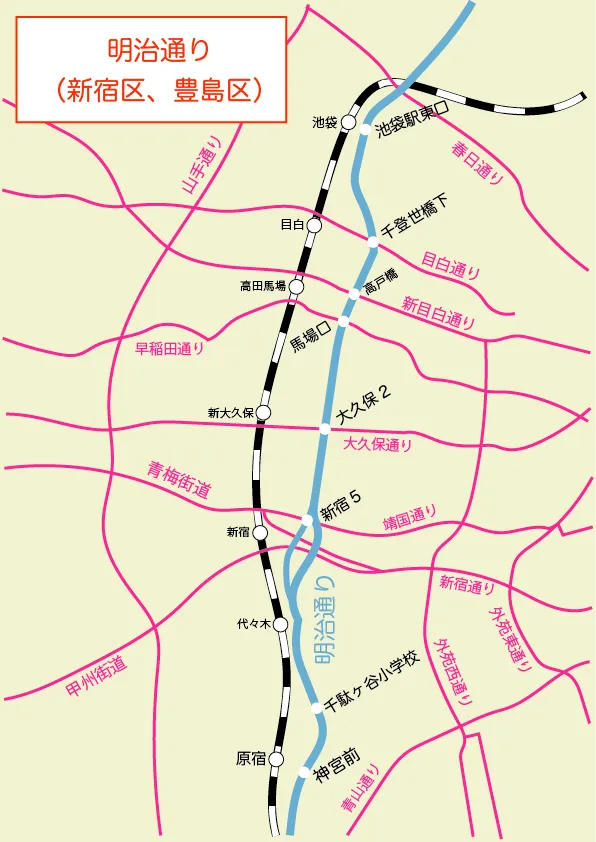 明治通り
（新宿区、豊島区）
池袋
池袋駅東口
春日通り
山手通り
千登世橋下
目白
目白通り
高田馬場
高戸橋
新目白通り
馬場口
早稲田通り
大久保2
新大久保
大久保通り
青梅街道
新宿5
靖国通り
新宿
新宿通り
明治通り
代々木
外苑東通り
外苑西通り
甲州街道
千駄ヶ谷小学校
原宿
神宮前
青山通り